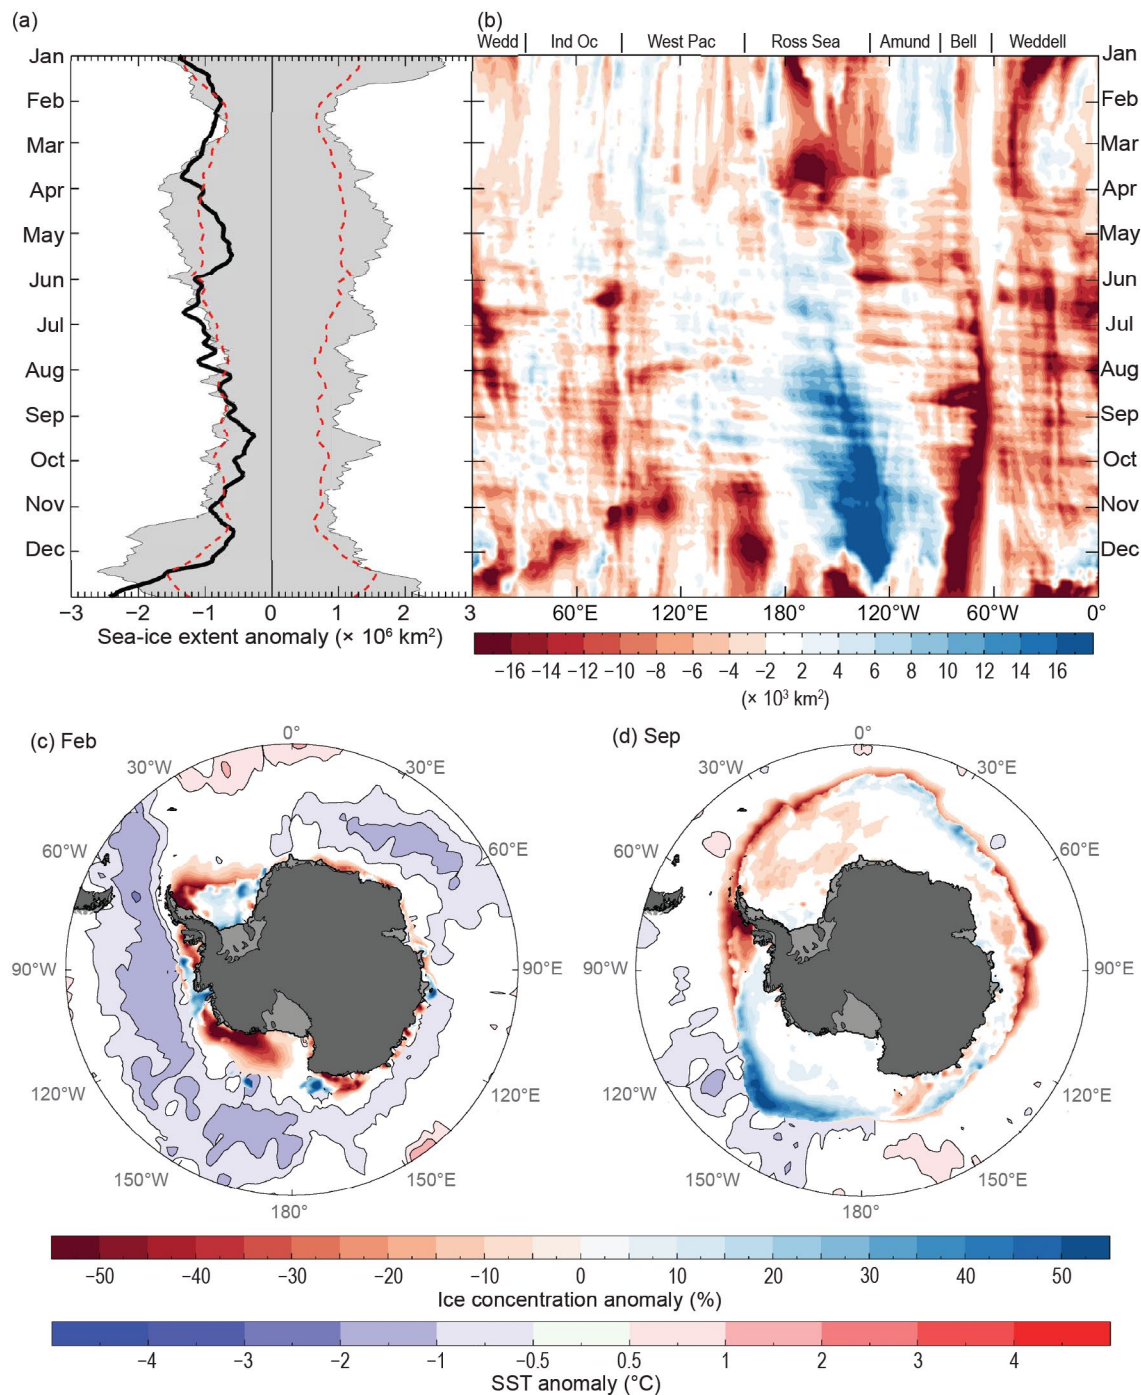 (a)
(b)
Wedd | Ind Oc | West Pac | Ross Sea | Amund | Bell | Weddell
Jan
Feb
Mar
Apr
May
Jun
Jul
Aug
Sep
Oct
Nov
Dec
Jan
Feb
Mar
Apr
May
Jun
Jul
Aug
Sep
Oct
Nov
Dec
−3 −2 −1 0 1 2 3
Sea-ice extent anomaly (× 10⁶ km²)
60°E 120°E 180° 120°W 60°W 0°
−16 −14 −12 −10 −8 −6 −4 −2 2 4 6 8 10 12 14 16
(× 10³ km²)
(c) Feb
0°
30°E
60°E
90°E
120°E
150°E
180°
150°W
120°W
90°W
60°W
30°W
(d) Sep
0°
30°E
60°E
90°E
120°E
150°E
180°
150°W
120°W
90°W
60°W
30°W
−50 −40 −30 −20 −10 0 10 20 30 40 50
Ice concentration anomaly (%)
−4 −3 −2 −1 −0.5 0.5 1 2 3 4
SST anomaly (°C)